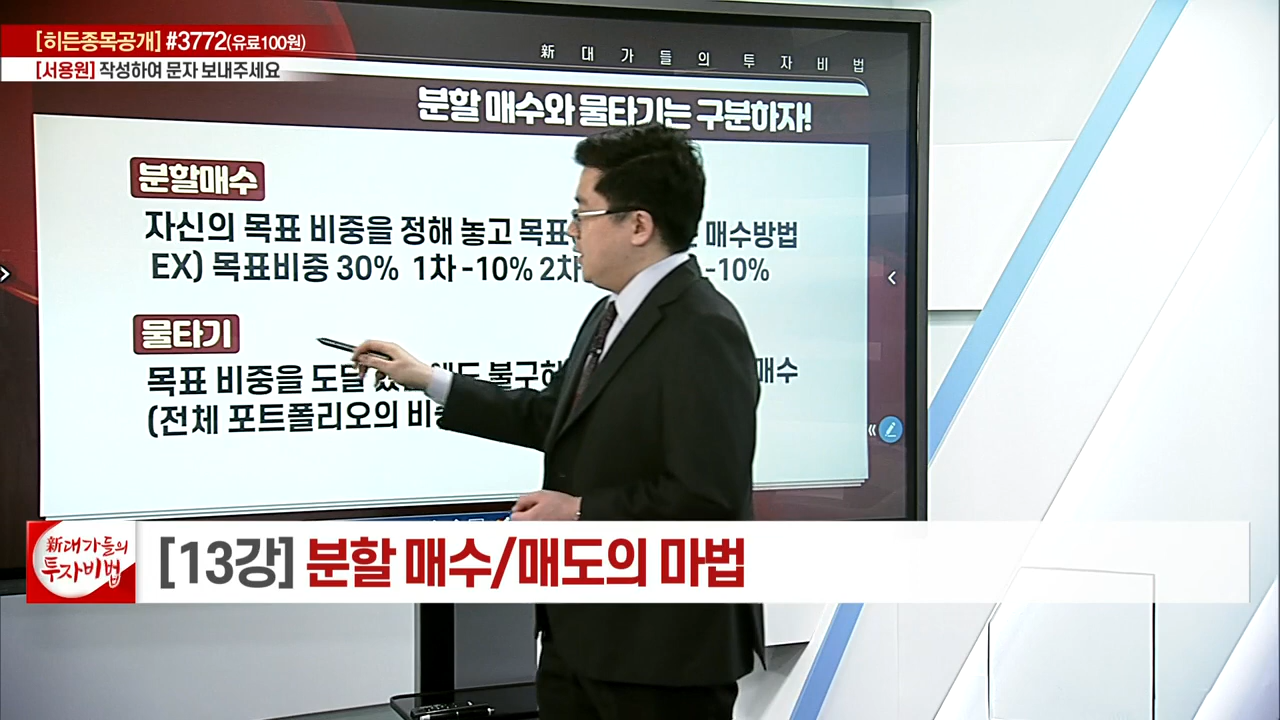 [히든종목공개] #3772(유료100원)
[서용원] 작성하여 문자 보내주세요
新 대가들의 투자비법
분할 매수와 물타기는 구분하자!
분할매수
자신의 목표 비중을 정해 놓고 목표 매수방법
EX) 목표비중 30% 1차 -10% 2차 -10%
물타기
목표 비중을 도달 불구하 매수
(전체 포트폴리오의 비
新대가들의
투자비법
[13강] 분할 매수/매도의 마법